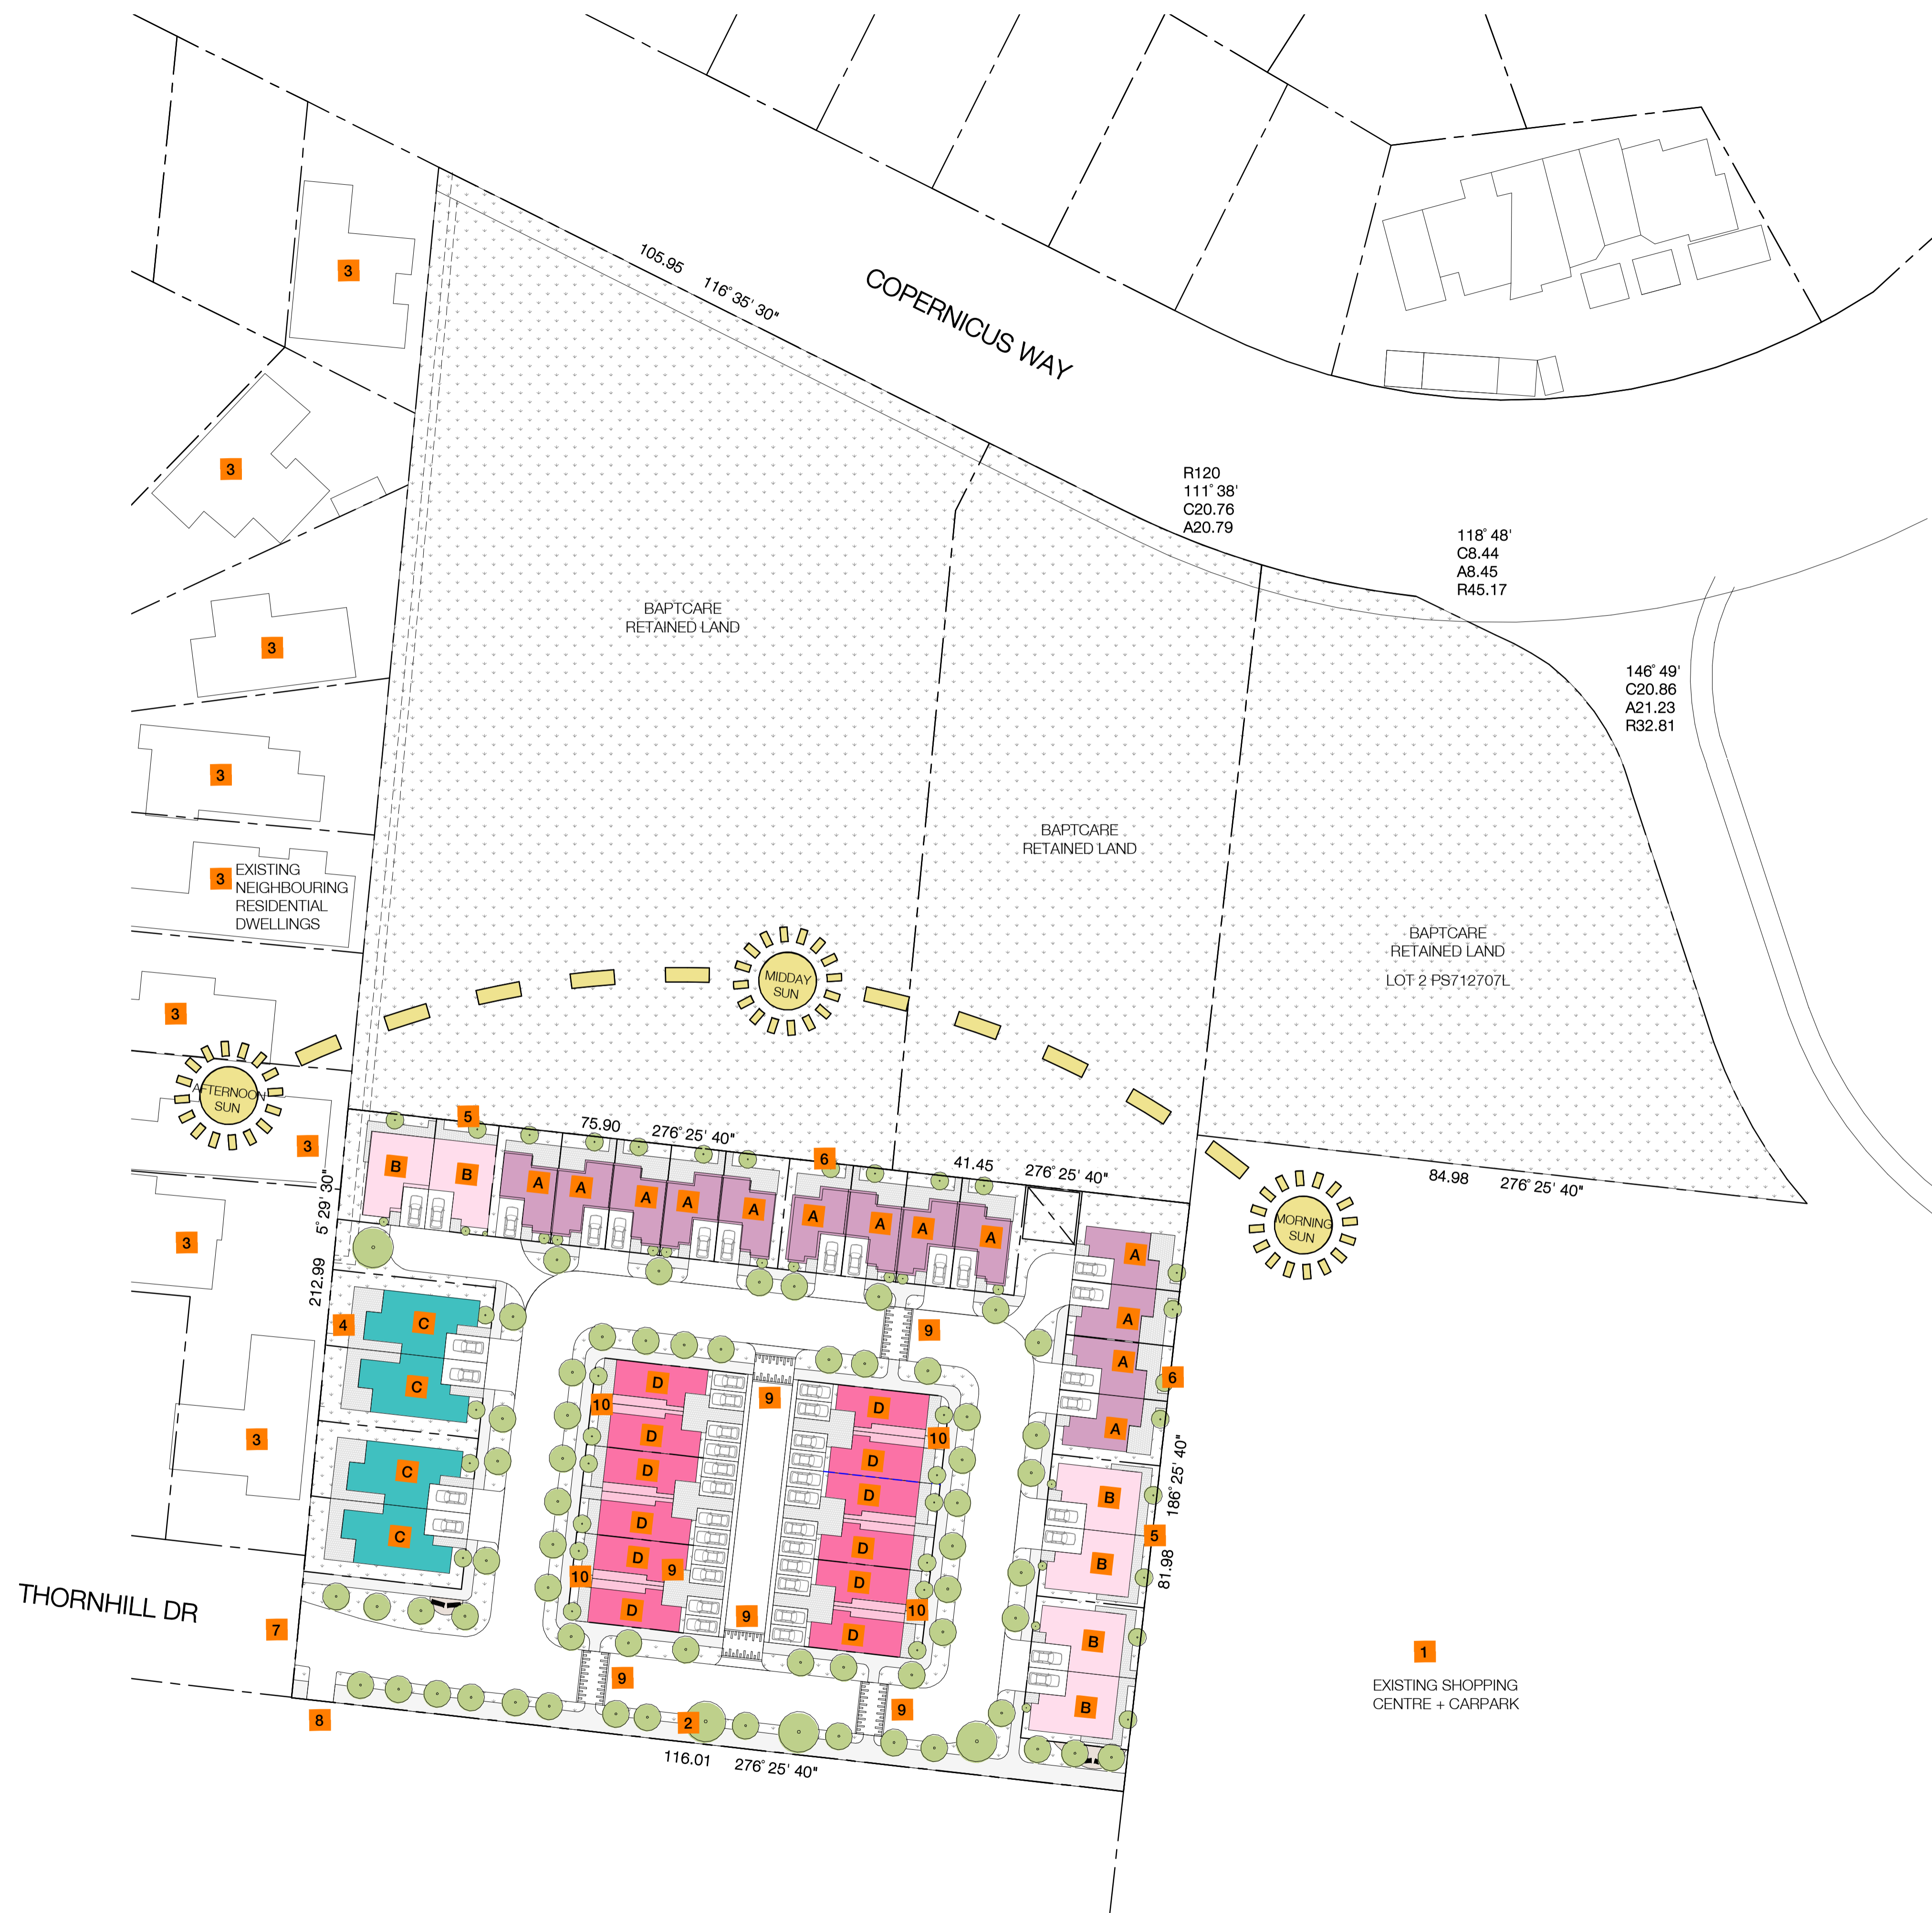 3
105.95
116° 35' 30"
COPERNICUS WAY
3
R120
111° 38'
C20.76
A20.79
118° 48'
C8.44
A8.45
R45.17
BAPTCARE
RETAINED LAND
3
146° 49'
C20.86
A21.23
R32.81
3
BAPTCARE
RETAINED LAND
3
EXISTING
NEIGHBOURING
RESIDENTIAL
DWELLINGS
BAPTCARE
RETAINED LAND
LOT 2 PS712707L
MIDDAY
SUN
3
AFTERNOON
SUN
3
5
75.90
276° 25' 40"
6
41.45
276° 25' 40"
84.98
276° 25' 40"
MORNING
SUN
B
B
A
A
A
A
A
A
A
A
A
5° 29' 30"
212.99
3
A
A
A
A
4
C
C
9
9
6
D
D
D
D
D
D
10
10
9
D
D
D
D
D
D
10
10
3
C
C
186° 25' 40"
81.98
B
B
5
B
B
THORNHILL DR
7
9
1
EXISTING SHOPPING
CENTRE + CARPARK
9
9
8
2
116.01
276° 25' 40"